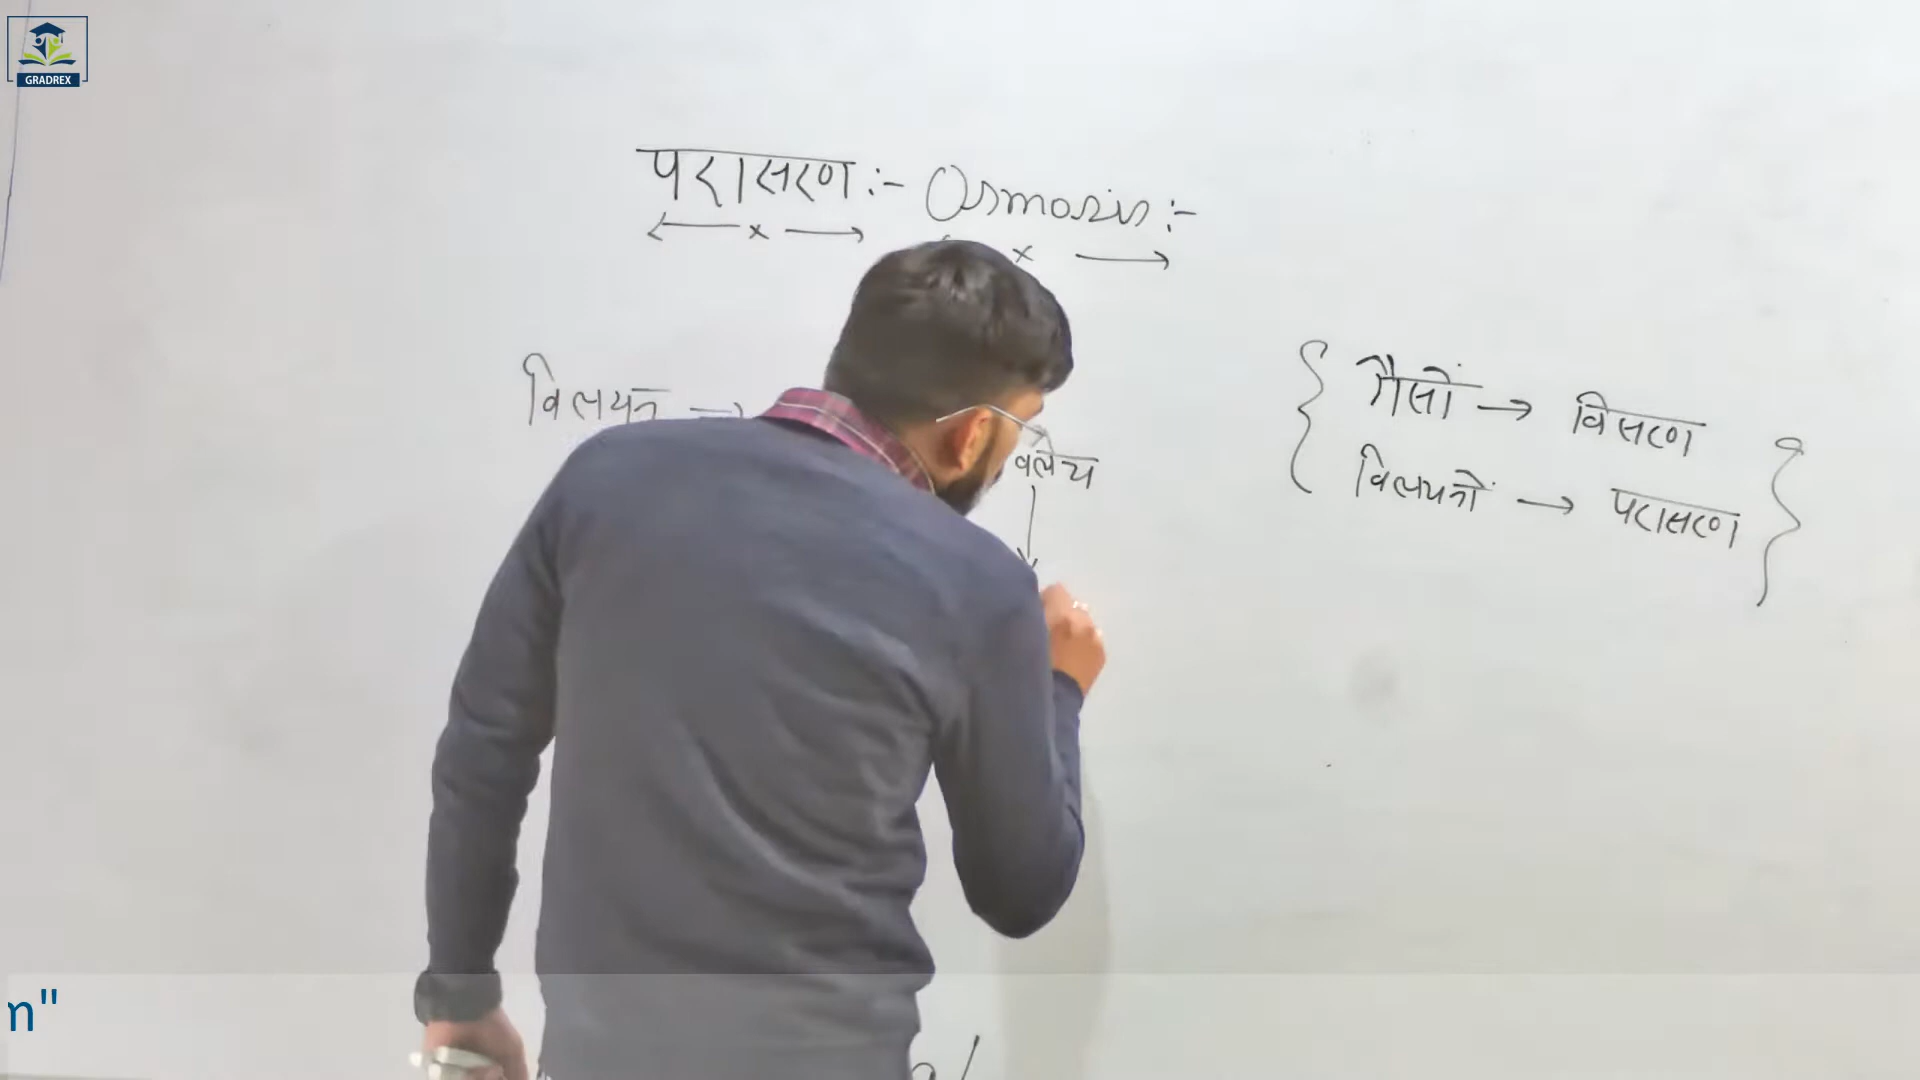 GRADREX
परासरण :- Osmosis :-
विलयन →
{ गैसों → विसरण
विलयनों → परासरण }
n"